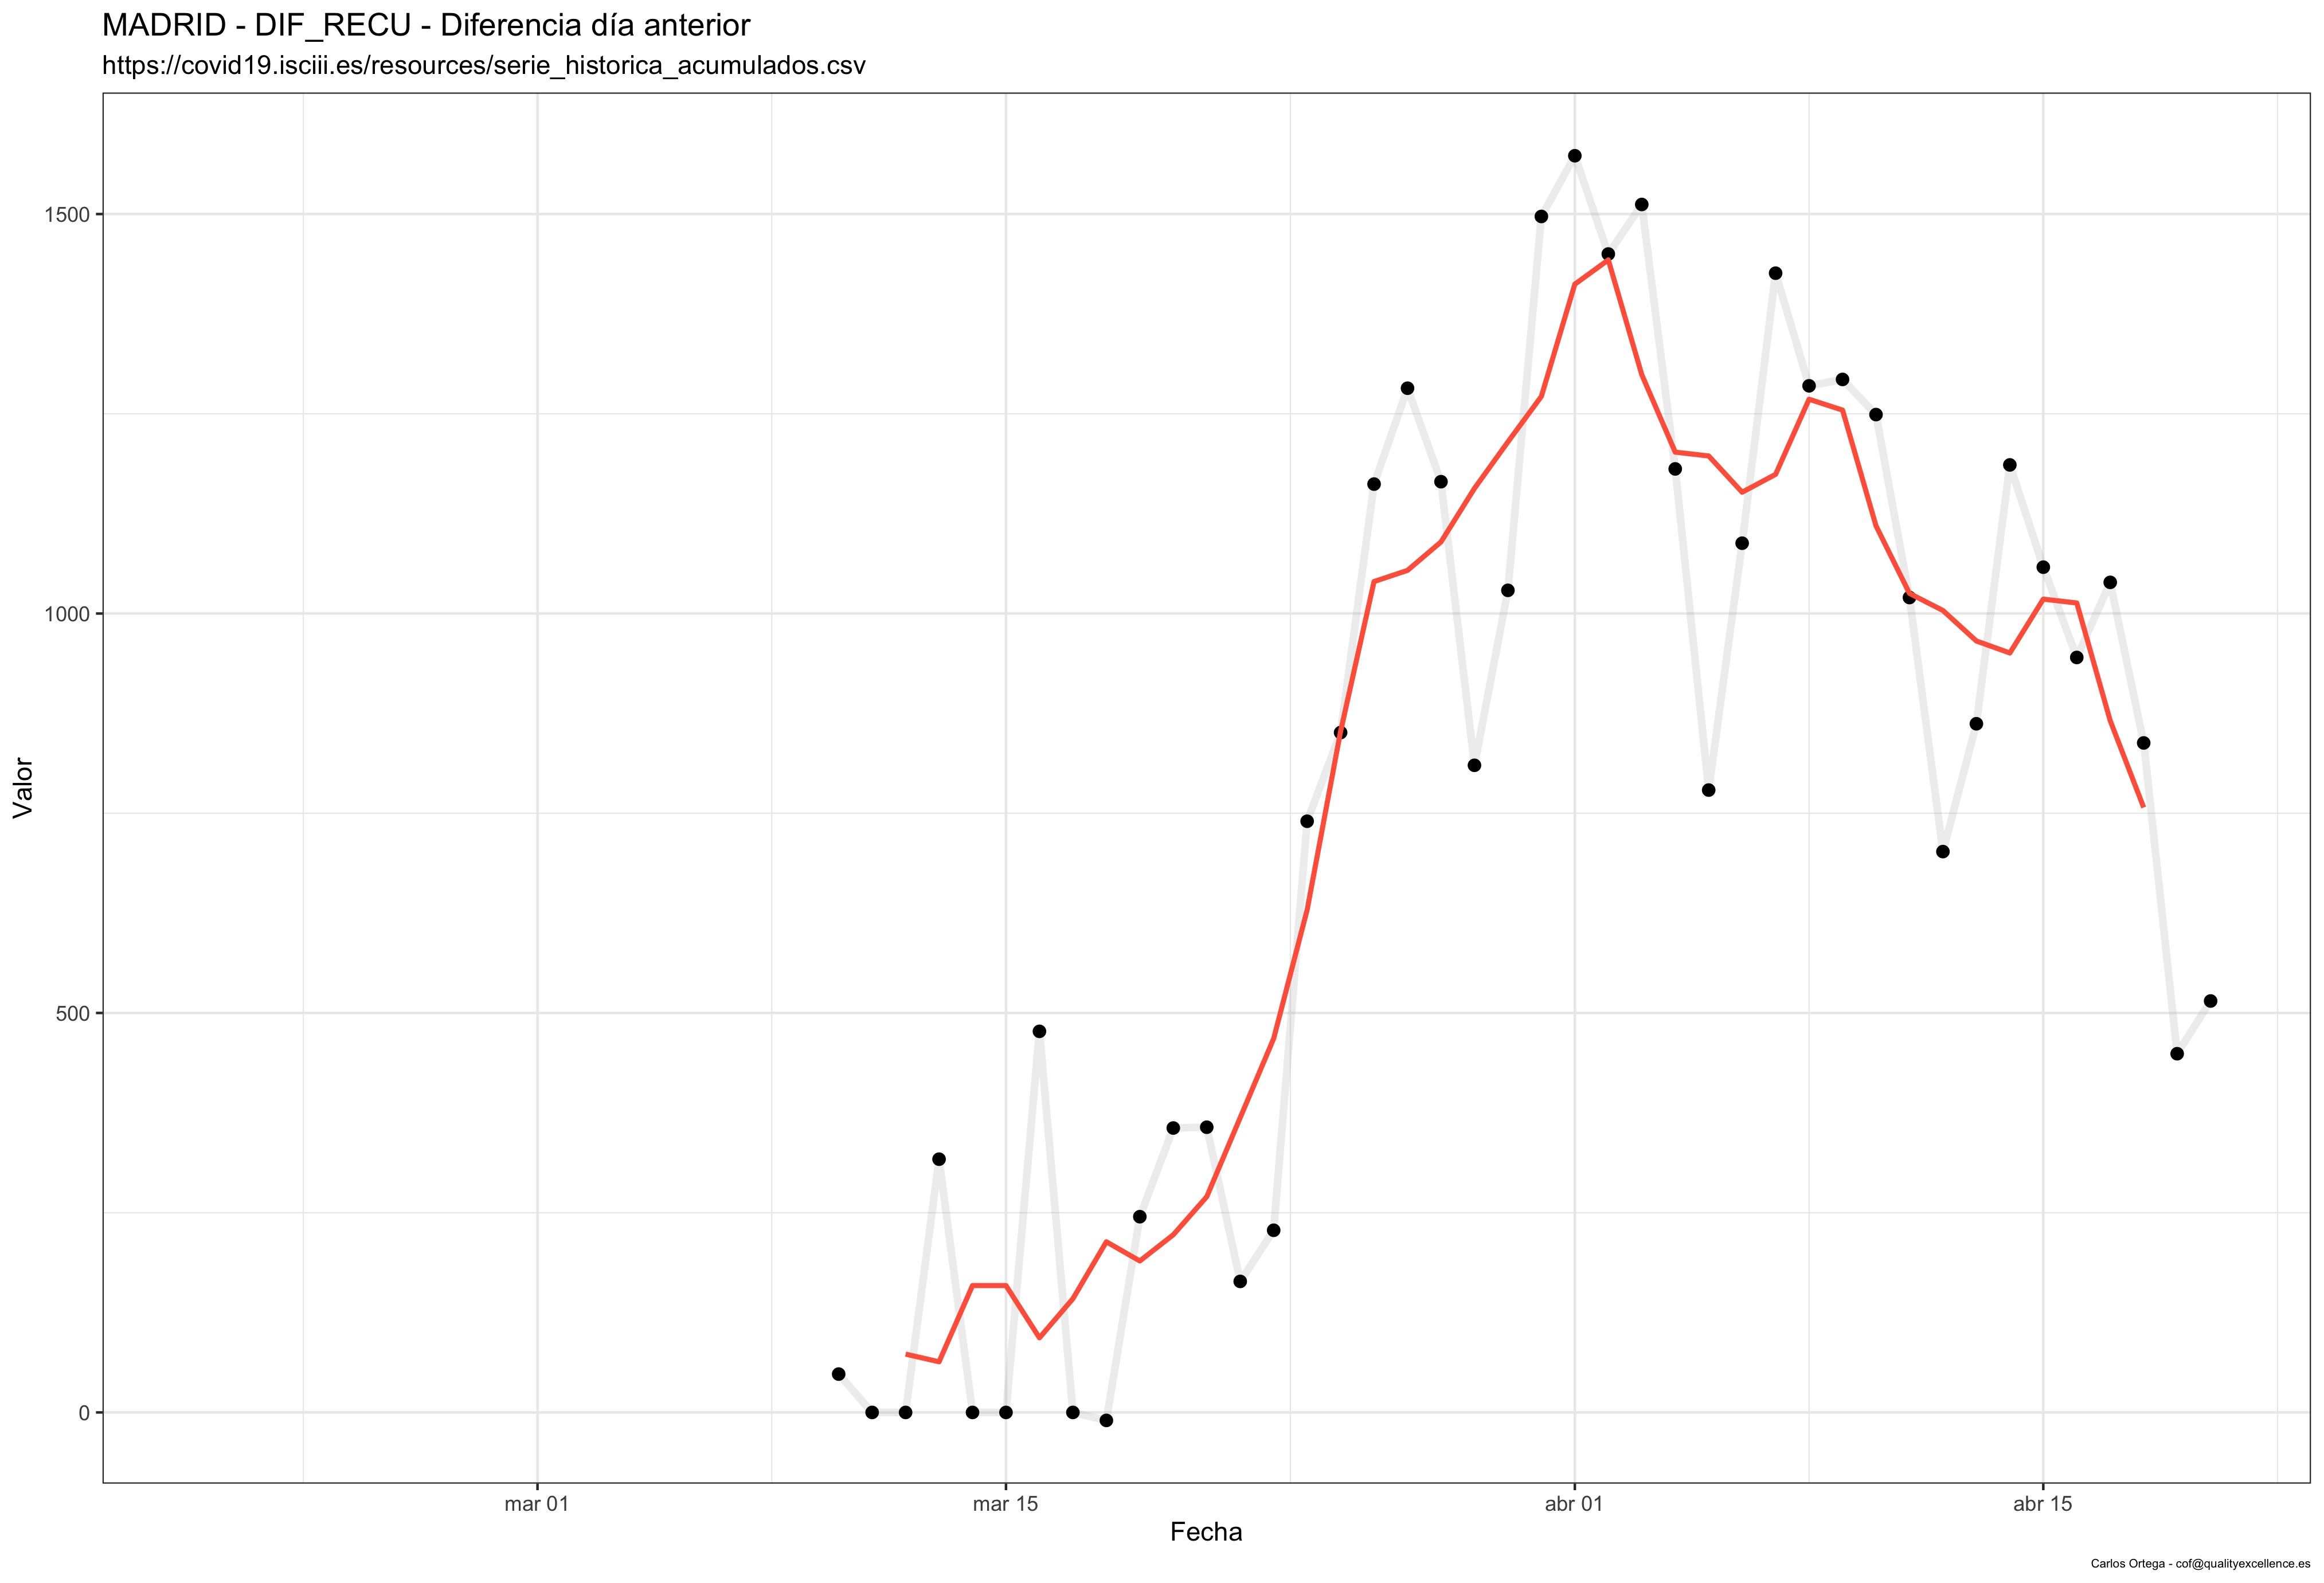 MADRID - DIF_RECU - Diferencia día anterior
https://covid19.isciii.es/resources/serie_historica_acumulados.csv
Valor
1500
1000
500
0
mar 01
mar 15
abr 01
abr 15
Fecha
Carlos Ortega - cof@qualityexcellence.es